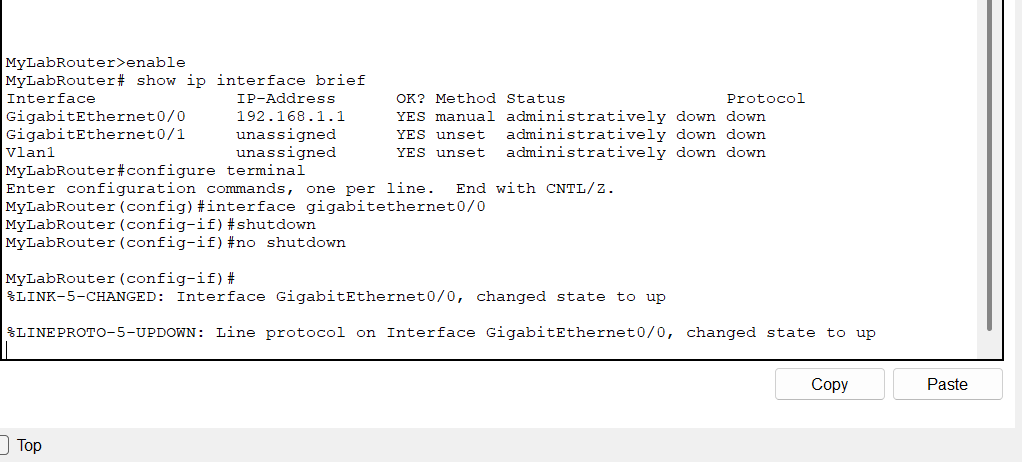 MyLabRouter>enable
MyLabRouter# show ip interface brief
Interface              IP-Address      OK? Method Status                Protocol
GigabitEthernet0/0     192.168.1.1     YES manual administratively down down
GigabitEthernet0/1     unassigned      YES unset  administratively down down
Vlan1                  unassigned      YES unset  administratively down down
MyLabRouter#configure terminal
Enter configuration commands, one per line.  End with CNTL/Z.
MyLabRouter(config)#interface gigabitethernet0/0
MyLabRouter(config-if)#shutdown
MyLabRouter(config-if)#no shutdown
MyLabRouter(config-if)#
%LINK-5-CHANGED: Interface GigabitEthernet0/0, changed state to up
%LINEPROTO-5-UPDOWN: Line protocol on Interface GigabitEthernet0/0, changed state to up
Copy
Paste
Top